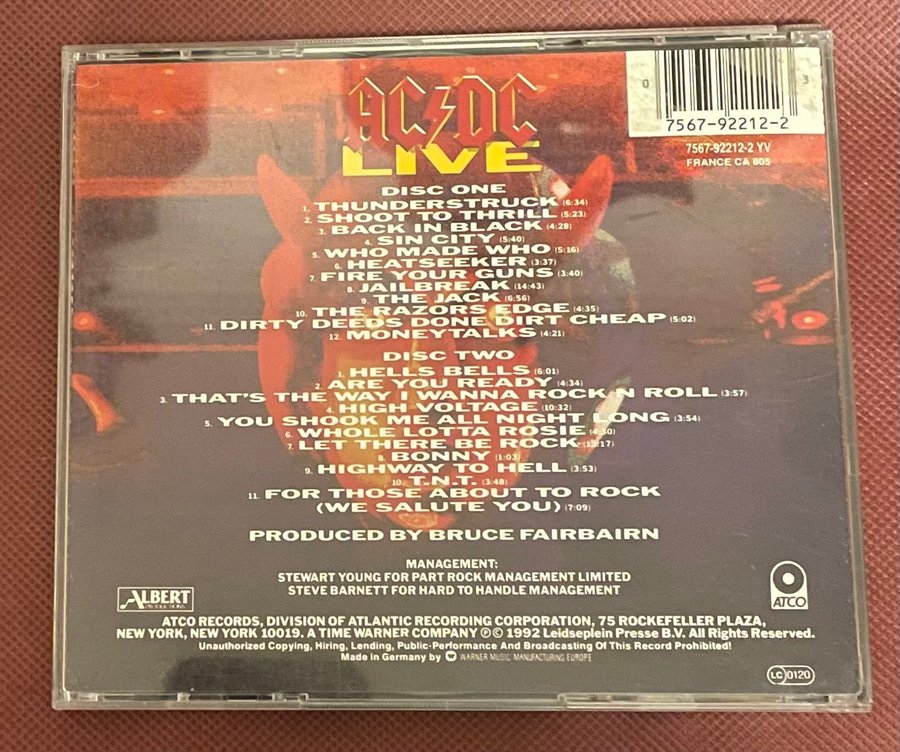 AC/DC
LIVE
0 3
7567-92212-2
7567-92212-2 YV
FRANCE CA 805
DISC ONE
1. THUNDERSTRUCK (6:34)
2. SHOOT TO THRILL (5:23)
3. BACK IN BLACK (4:28)
4. SIN CITY (5:40)
5. WHO MADE WHO (5:16)
6. HEATSEEKER (3:37)
7. FIRE YOUR GUNS (3:40)
8. JAILBREAK (14:43)
9. THE JACK (6:56)
10. THE RAZORS EDGE (4:35)
11. DIRTY DEEDS DONE DIRT CHEAP (5:02)
12. MONEYTALKS (4:21)
DISC TWO
1. HELLS BELLS (6:01)
2. ARE YOU READY (4:34)
3. THAT'S THE WAY I WANNA ROCK N ROLL (3:57)
4. HIGH VOLTAGE (10:32)
5. YOU SHOOK ME ALL NIGHT LONG (3:54)
6. WHOLE LOTTA ROSIE (4:30)
7. LET THERE BE ROCK (12:17)
8. BONNY (1:03)
9. HIGHWAY TO HELL (3:53)
10. T.N.T. (3:48)
11. FOR THOSE ABOUT TO ROCK
(WE SALUTE YOU) (7:09)
PRODUCED BY BRUCE FAIRBAIRN
MANAGEMENT:
STEWART YOUNG FOR PART ROCK MANAGEMENT LIMITED
STEVE BARNETT FOR HARD TO HANDLE MANAGEMENT
ALBERT
ATCO
ATCO RECORDS, DIVISION OF ATLANTIC RECORDING CORPORATION, 75 ROCKEFELLER PLAZA,
NEW YORK, NEW YORK 10019. A TIME WARNER COMPANY ℗© 1992 Leidseplein Presse B.V. All Rights Reserved.
Unauthorized Copying, Hiring, Lending, Public-Performance And Broadcasting Of This Record Prohibited!
Made in Germany by WARNER MUSIC MANUFACTURING EUROPE
LC 0120